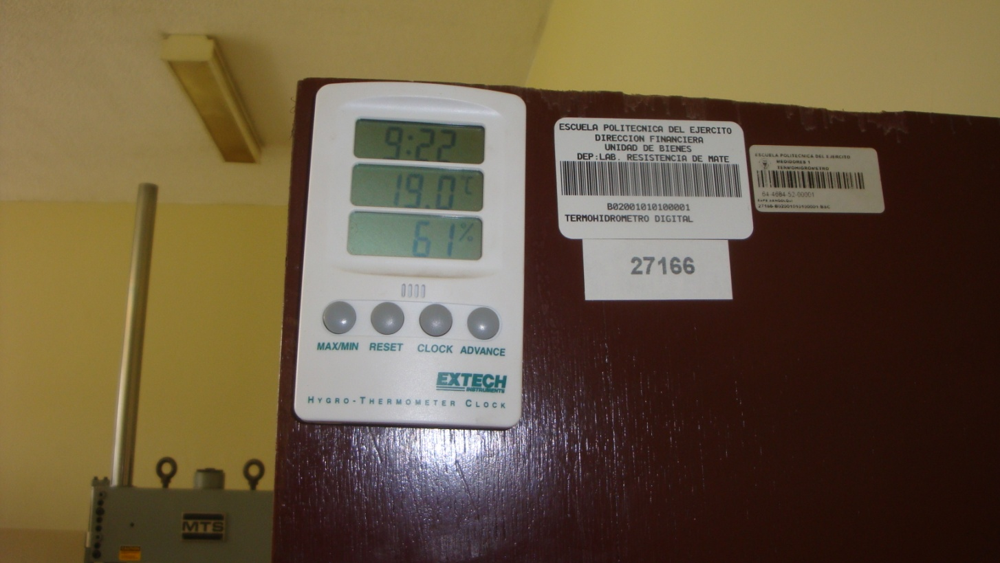 9:22
19.0°C
61%
MAX/MIN RESET CLOCK ADVANCE
EXTECH
INSTRUMENTS
HYGRO-THERMOMETER CLOCK
ESCUELA POLITECNICA DEL EJERCITO
DIRECCION FINANCIERA
UNIDAD DE BIENES
DEP:LAB. RESISTENCIA DE MATE
B02001010100001
TERMOHIDROMETRO DIGITAL
27166
ESCUELA POLITECNICA DEL EJERCITO
MEDIDORES 1
TERMOHIGROMETRO
64-4684-52-00001
27166-B02001010100001-BSC
MTS